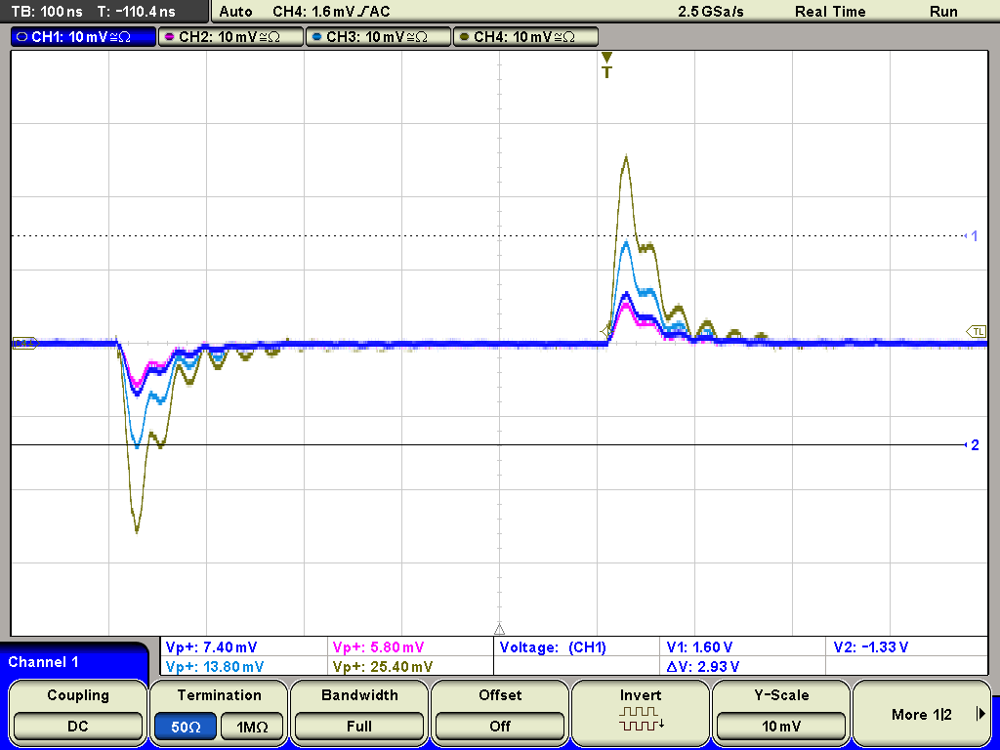 TB: 100 ns T: -110.4 ns Auto CH4: 1.6 mV AC 2.5 GSa/s Real Time Run
CH1: 10 mV≅Ω CH2: 10 mV≅Ω CH3: 10 mV≅Ω CH4: 10 mV≅Ω
T
1
TL
2
Vp+: 7.40 mV Vp+: 5.80 mV Voltage: (CH1) V1: 1.60 V V2: -1.33 V
Vp+: 13.80 mV Vp+: 25.40 mV ΔV: 2.93 V
Channel 1
Coupling Termination Bandwidth Offset Invert Y-Scale
DC 50Ω 1MΩ Full Off 10 mV
More 1|2